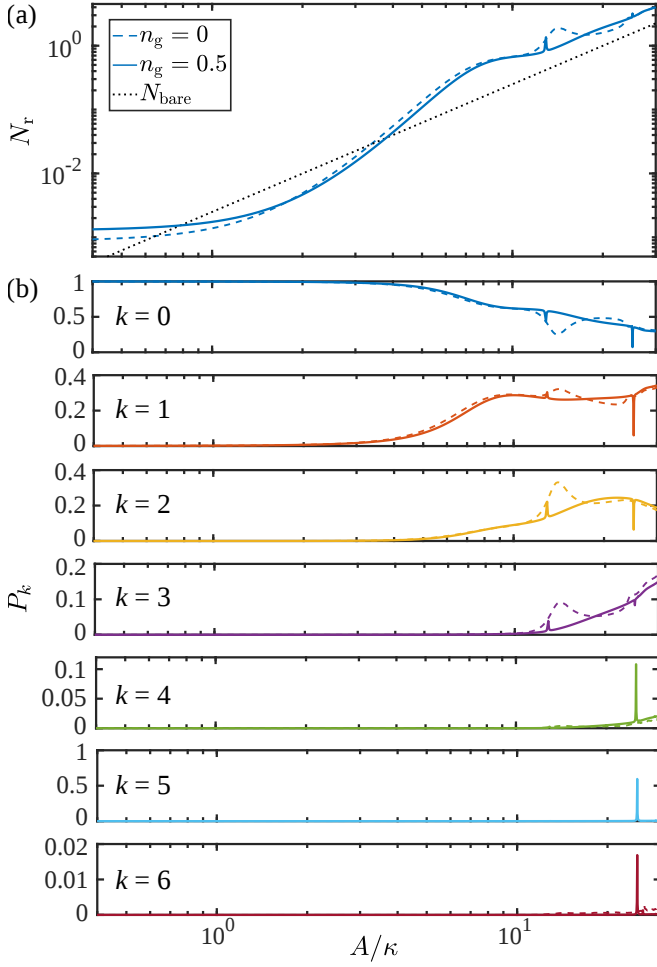 (a)
n_g = 0
n_g = 0.5
N_bare
10^0
10^-2
N_r
(b)
1
0.5
0
k = 0
0.4
0.2
0
k = 1
0.4
0.2
0
k = 2
0.2
0.1
0
k = 3
P_k
0.1
0.05
0
k = 4
1
0.5
0
k = 5
0.02
0.01
0
k = 6
10^0
10^1
A/κ